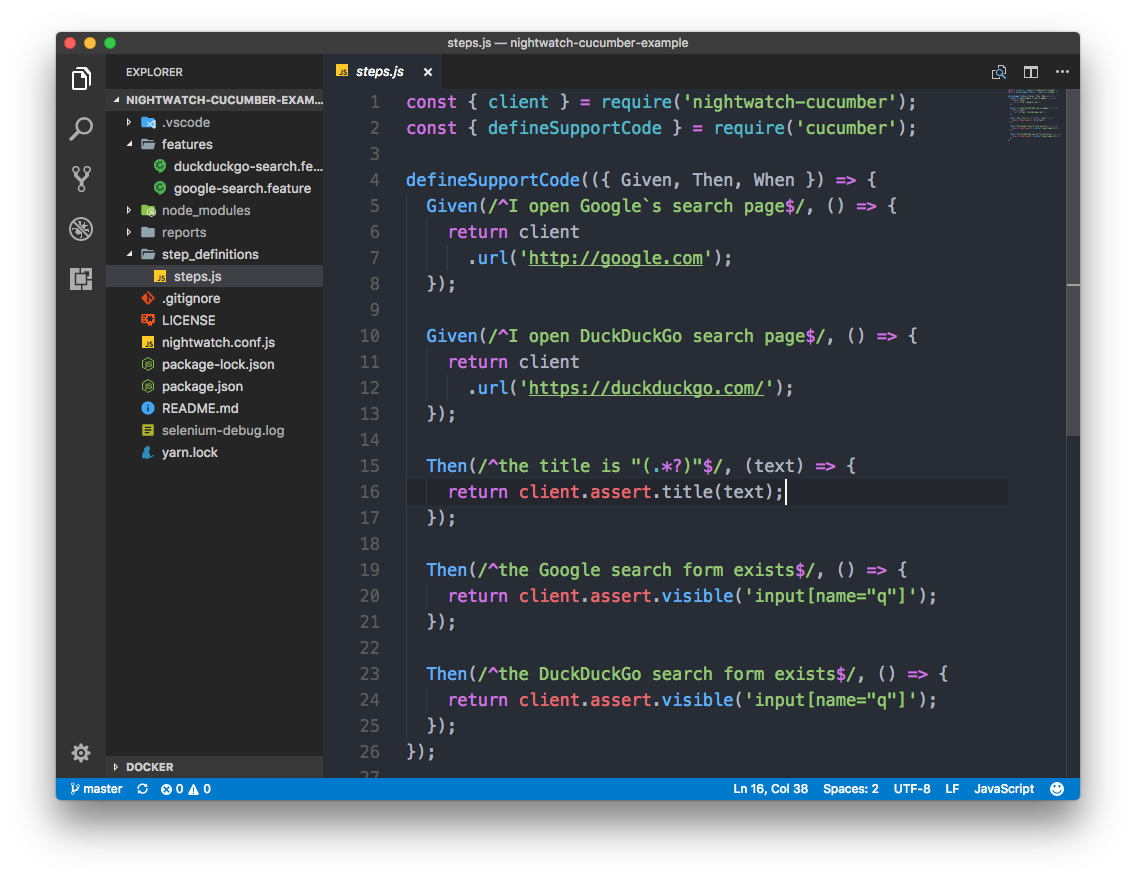 steps.js — nightwatch-cucumber-example
EXPLORER
NIGHTWATCH-CUCUMBER-EXAM...
.vscode
features
duckduckgo-search.fe...
google-search.feature
node_modules
reports
step_definitions
steps.js
.gitignore
LICENSE
nightwatch.conf.js
package-lock.json
package.json
README.md
selenium-debug.log
yarn.lock
DOCKER
JS steps.js ×
1 const { client } = require('nightwatch-cucumber');
2 const { defineSupportCode } = require('cucumber');
3
4 defineSupportCode(({ Given, Then, When }) => {
5 Given(/^I open Google`s search page$/, () => {
6 return client
7 .url('http://google.com');
8 });
9
10 Given(/^I open DuckDuckGo search page$/, () => {
11 return client
12 .url('https://duckduckgo.com/');
13 });
14
15 Then(/^the title is "(.*?)"$/, (text) => {
16 return client.assert.title(text);
17 });
18
19 Then(/^the Google search form exists$/, () => {
20 return client.assert.visible('input[name="q"]');
21 });
22
23 Then(/^the DuckDuckGo search form exists$/, () => {
24 return client.assert.visible('input[name="q"]');
25 });
26 });
27
master 0 0 Ln 16, Col 38 Spaces: 2 UTF-8 LF JavaScript